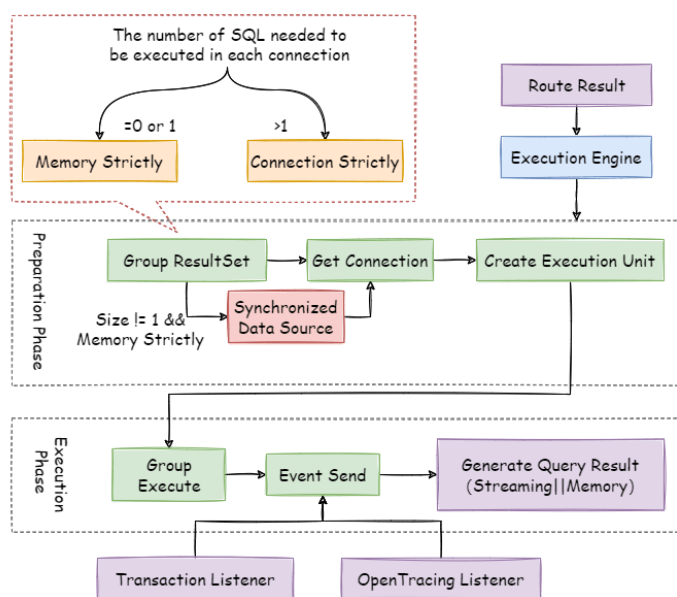 The number of SQL needed to
be executed in each connection
=0 or 1
>1
Memory Strictly
Connection Strictly
Route Result
Execution Engine
Preparation Phase
Group ResultSet
Get Connection
Create Execution Unit
Size != 1 &&
Memory Strictly
Synchronized
Data Source
Execution
Phase
Group
Execute
Event Send
Generate Query Result
(Streaming||Memory)
Transaction Listener
OpenTracing Listener